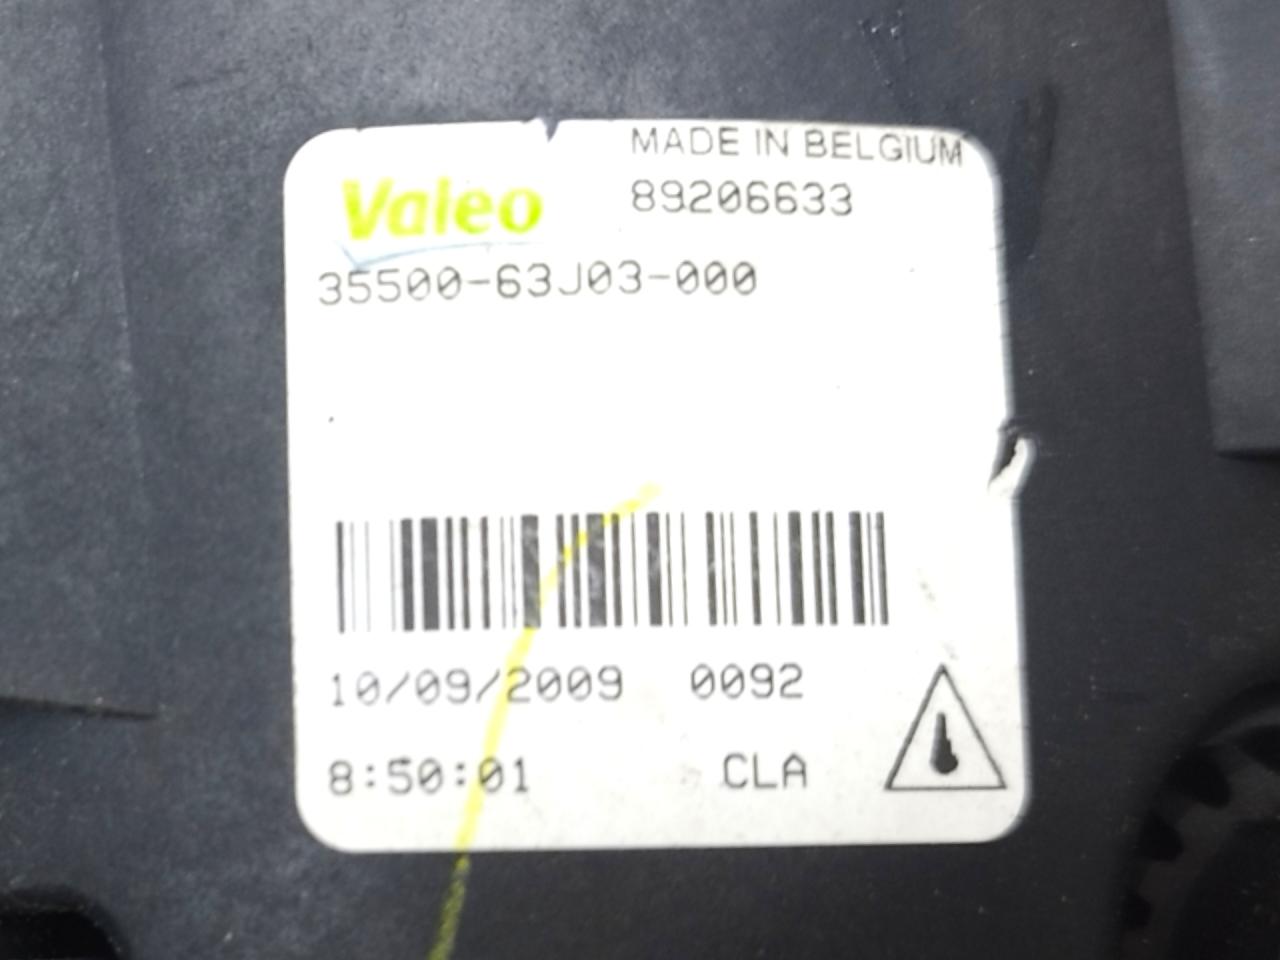 MADE IN BELGIUM
Valeo 89206633
35500-63J03-000
10/09/2009 0092
8:50:01 CLA